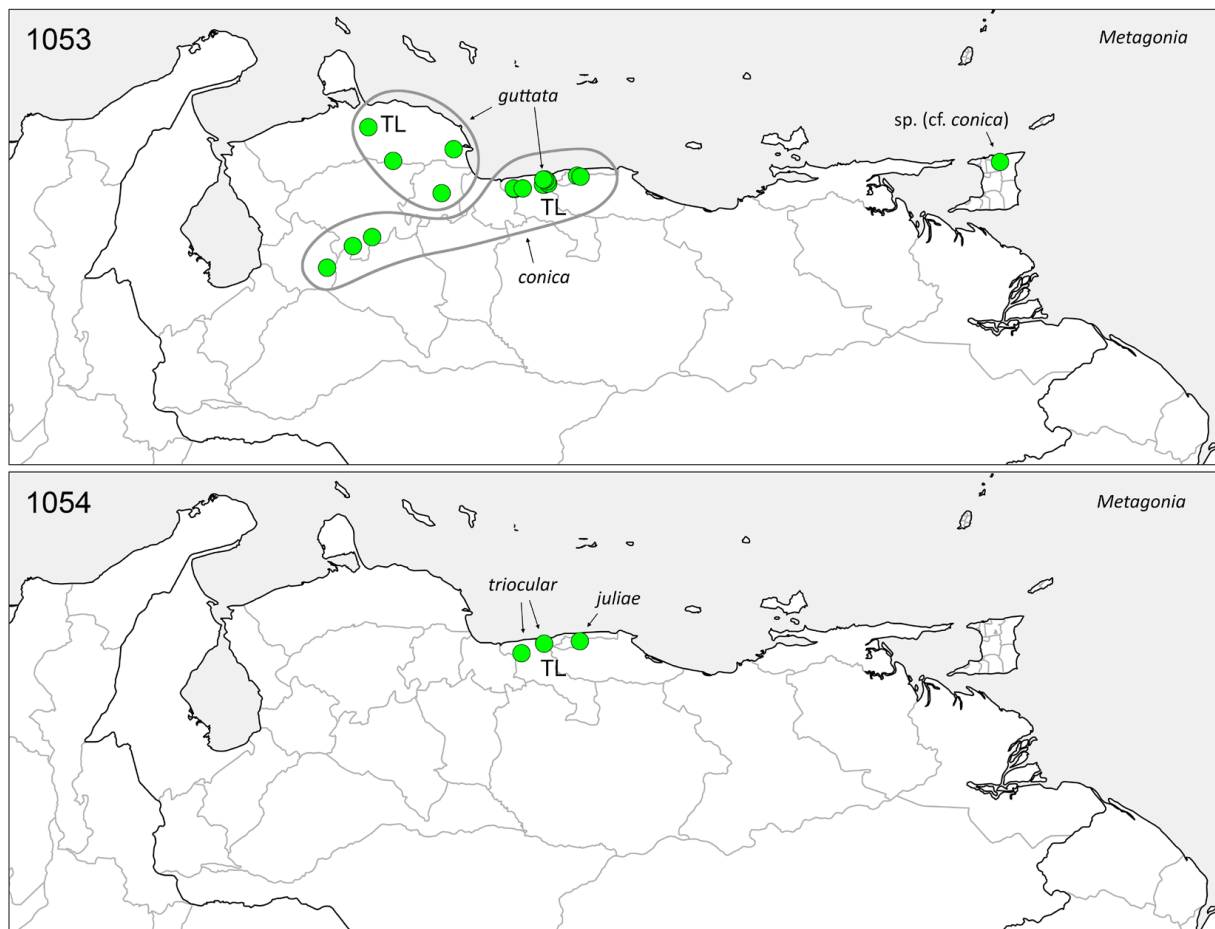 1053
Metagonia
guttata
sp. (cf. conica)
TL
TL
conica
1054
Metagonia
triocular
juliae
TL